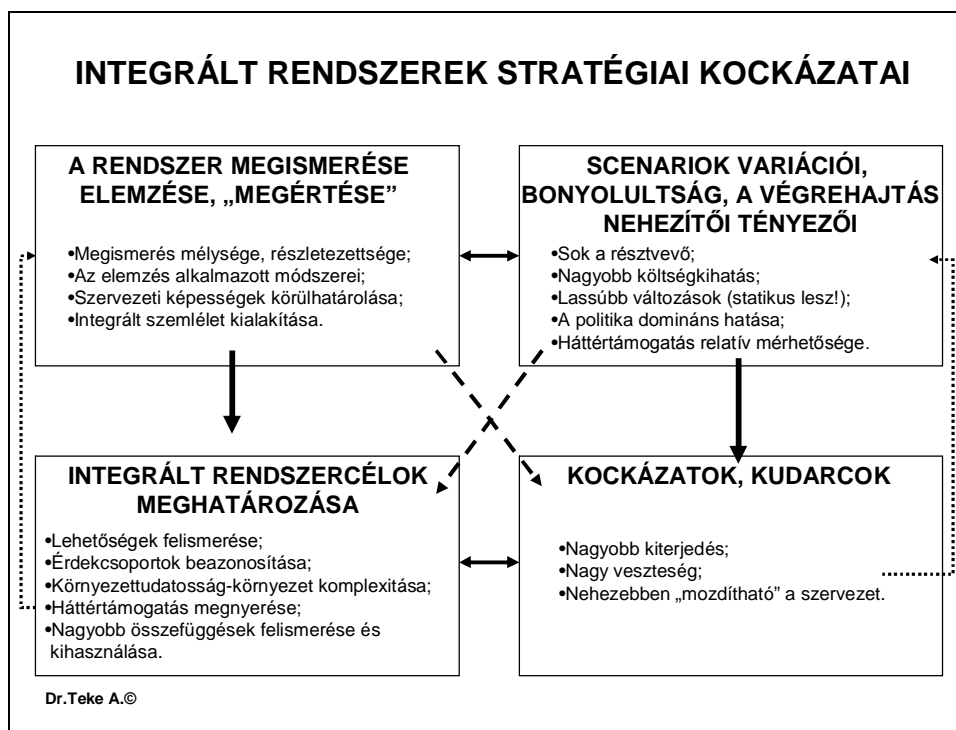 INTEGRÁLT RENDSZEREK STRATÉGIAI KOCKÁZATAI
A RENDSZER MEGISMERÉSE
ELEMZÉSE, „MEGÉRTÉSE”
•Megismerés mélysége, részletezettsége;
•Az elemzés alkalmazott módszerei;
•Szervezeti képességek körülhatárolása;
•Integrált szemlélet kialakítása.
SCENARIOK VARIÁCIÓI,
BONYOLULTSÁG, A VÉGREHAJTÁS
NEHEZÍTŐI TÉNYEZŐI
•Sok a résztvevő;
•Nagyobb költségkihatás;
•Lassúbb változások (statikus lesz!);
•A politika domináns hatása;
•Háttértámogatás relatív mérhetősége.
INTEGRÁLT RENDSZERCÉLOK
MEGHATÁROZÁSA
•Lehetőségek felismerése;
•Érdekcsoportok beazonosítása;
•Környezettudatosság-környezet komplexitása;
•Háttértámogatás megnyerése;
•Nagyobb összefüggések felismerése és
kihasználása.
KOCKÁZATOK, KUDARCOK
•Nagyobb kiterjedés;
•Nagy veszteség;
•Nehezebben „mozdítható” a szervezet.
Dr.Teke A.©